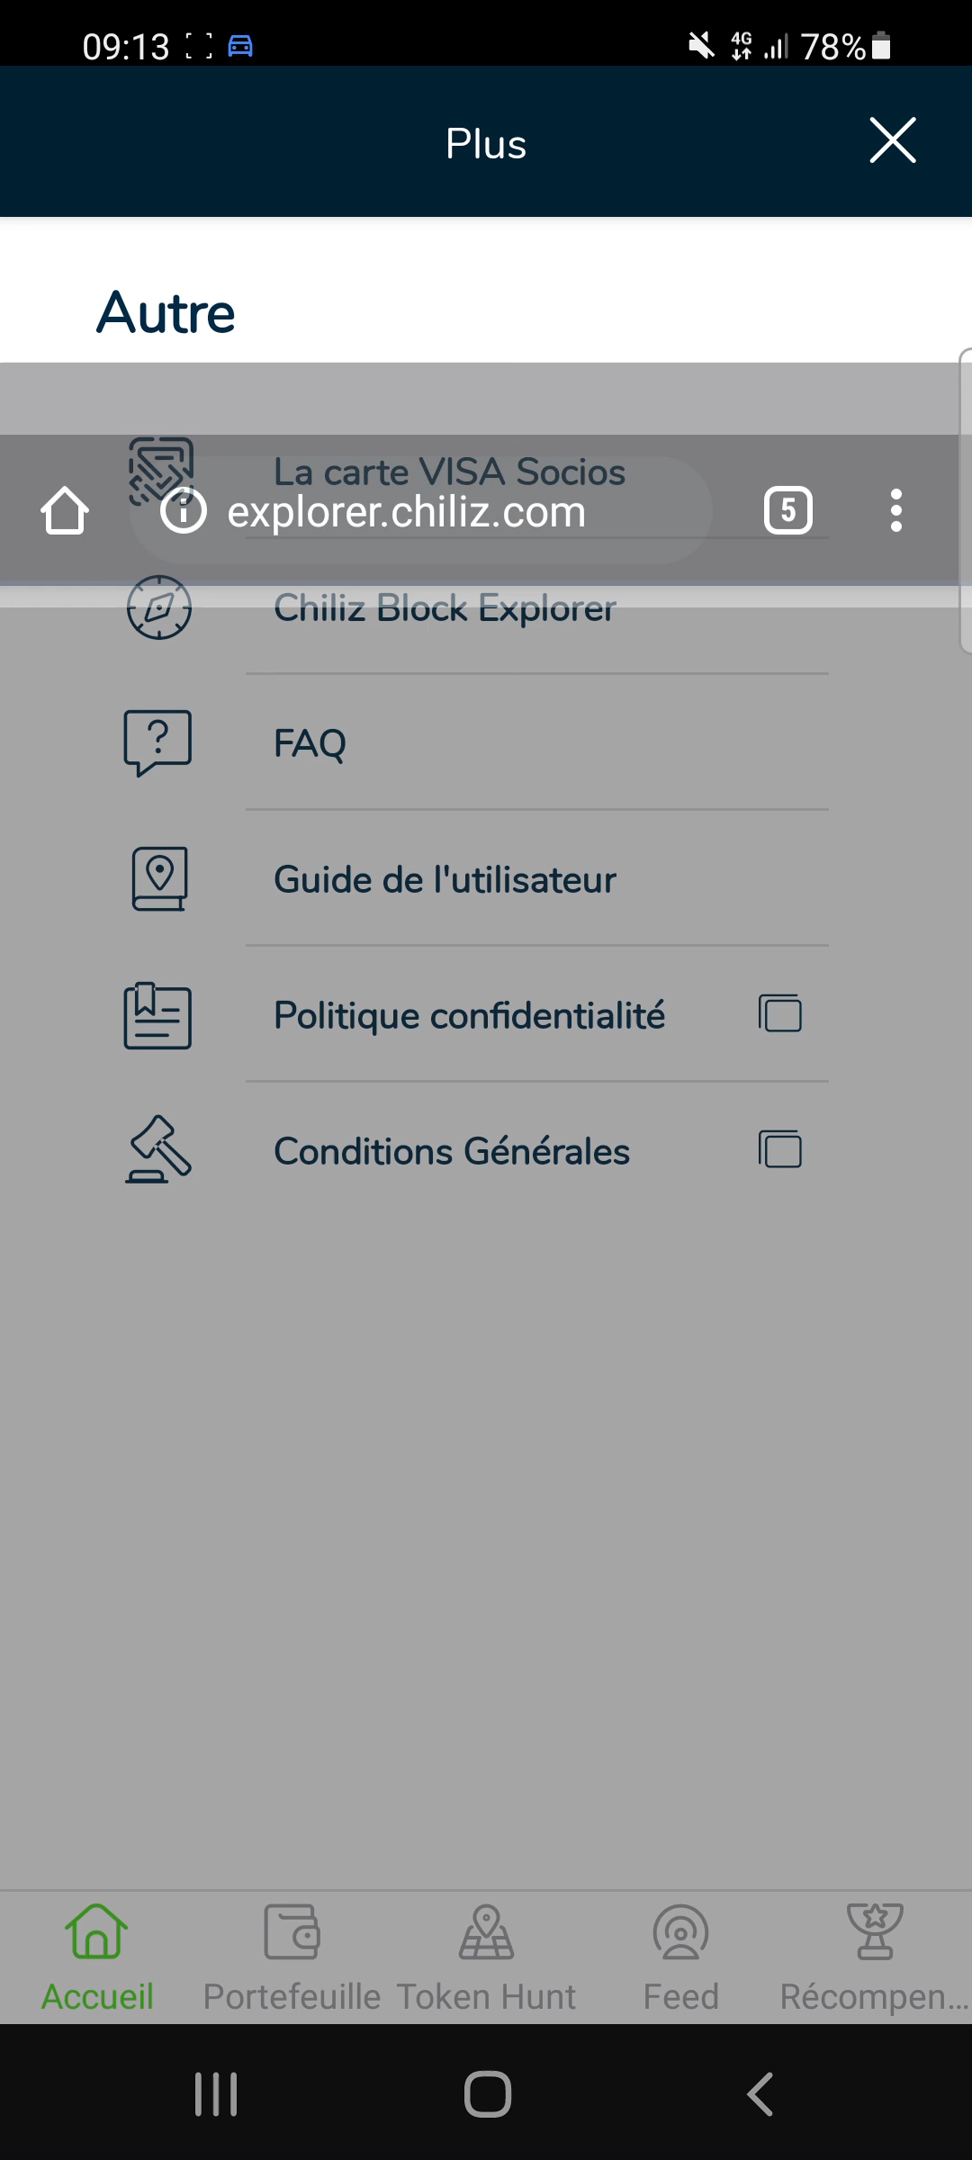 09:13 4G 78%
Plus
Autre
La carte VISA Socios
explorer.chiliz.com 5
Chiliz Block Explorer
FAQ
Guide de l'utilisateur
Politique confidentialité
Conditions Générales
Accueil Portefeuille Token Hunt Feed Récompen...